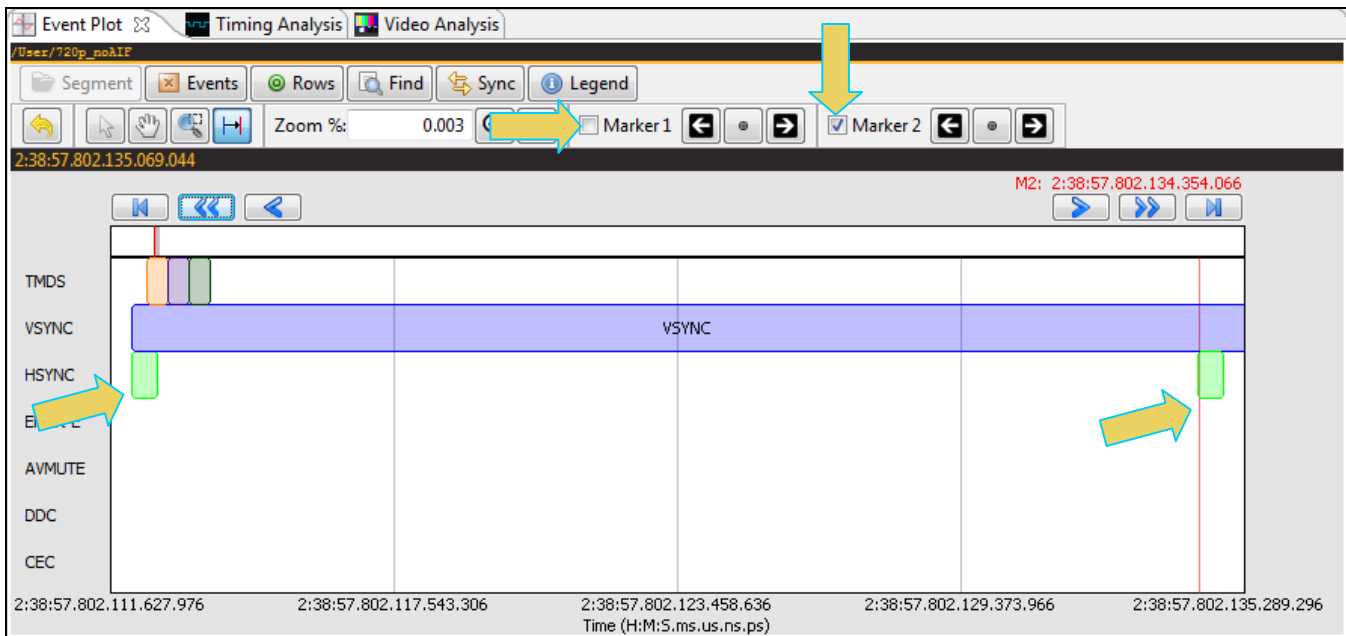 Event Plot Timing Analysis Video Analysis
/User/720p_noAIF
Segment Events Rows Find Sync Legend
Zoom %: 0.003 Marker 1 Marker 2
2:38:57.802.135.069.044
M2: 2:38:57.802.134.354.066
TMDS
VSYNC VSYNC
HSYNC
AVMUTE
DDC
CEC
2:38:57.802.111.627.976 2:38:57.802.117.543.306 2:38:57.802.123.458.636 2:38:57.802.129.373.966 2:38:57.802.135.289.296
Time (H:M:S.ms.us.ns.ps)